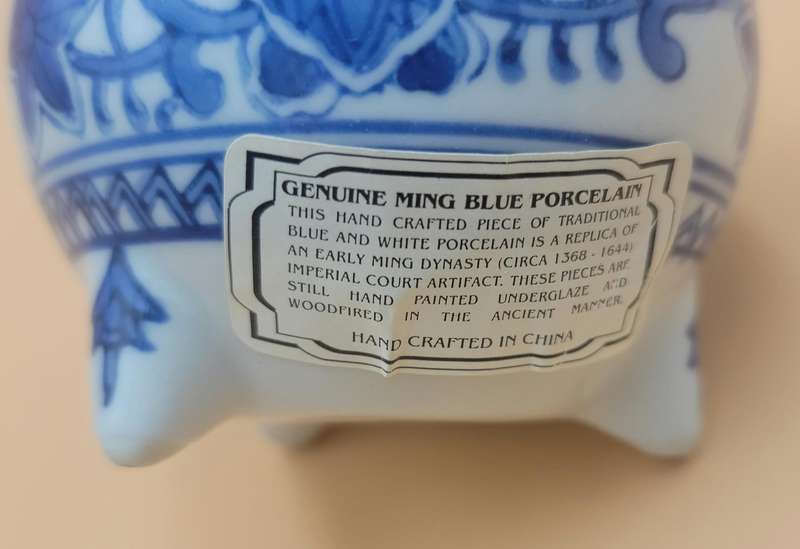 GENUINE MING BLUE PORCELAIN
THIS HAND CRAFTED PIECE OF TRADITIONAL
BLUE AND WHITE PORCELAIN IS A REPLICA OF
AN EARLY MING DYNASTY (CIRCA 1368 - 1644)
IMPERIAL COURT ARTIFACT. THESE PIECES ARE
STILL HAND PAINTED UNDERGLAZE AND
WOODFIRED IN THE ANCIENT MANNER.
HAND CRAFTED IN CHINA